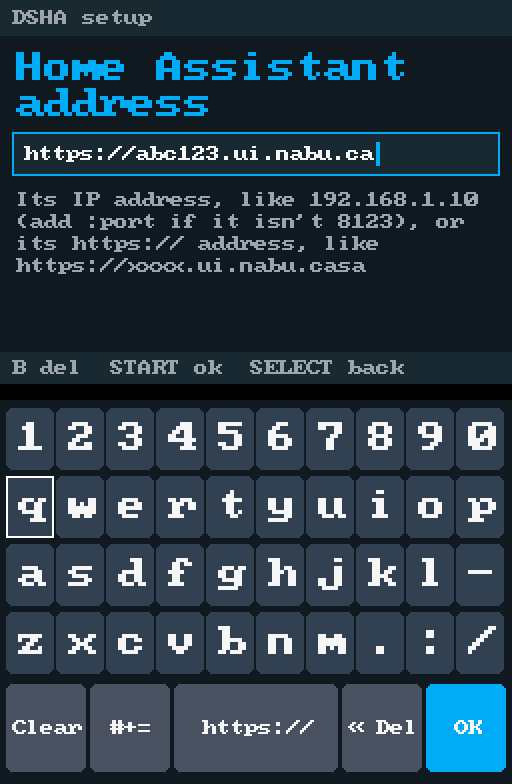 DSHA setup
Home Assistant
address
https://abc123.ui.nabu.ca
Its IP address, like 192.168.1.10
(add :port if it isn't 8123), or
its https:// address, like
https://xxxx.ui.nabu.casa
B del START ok SELECT back
1 2 3 4 5 6 7 8 9 0
q w e r t y u i o p
a s d f g h j k l -
z x c v b n m . : /
Clear #+= https:// « Del OK